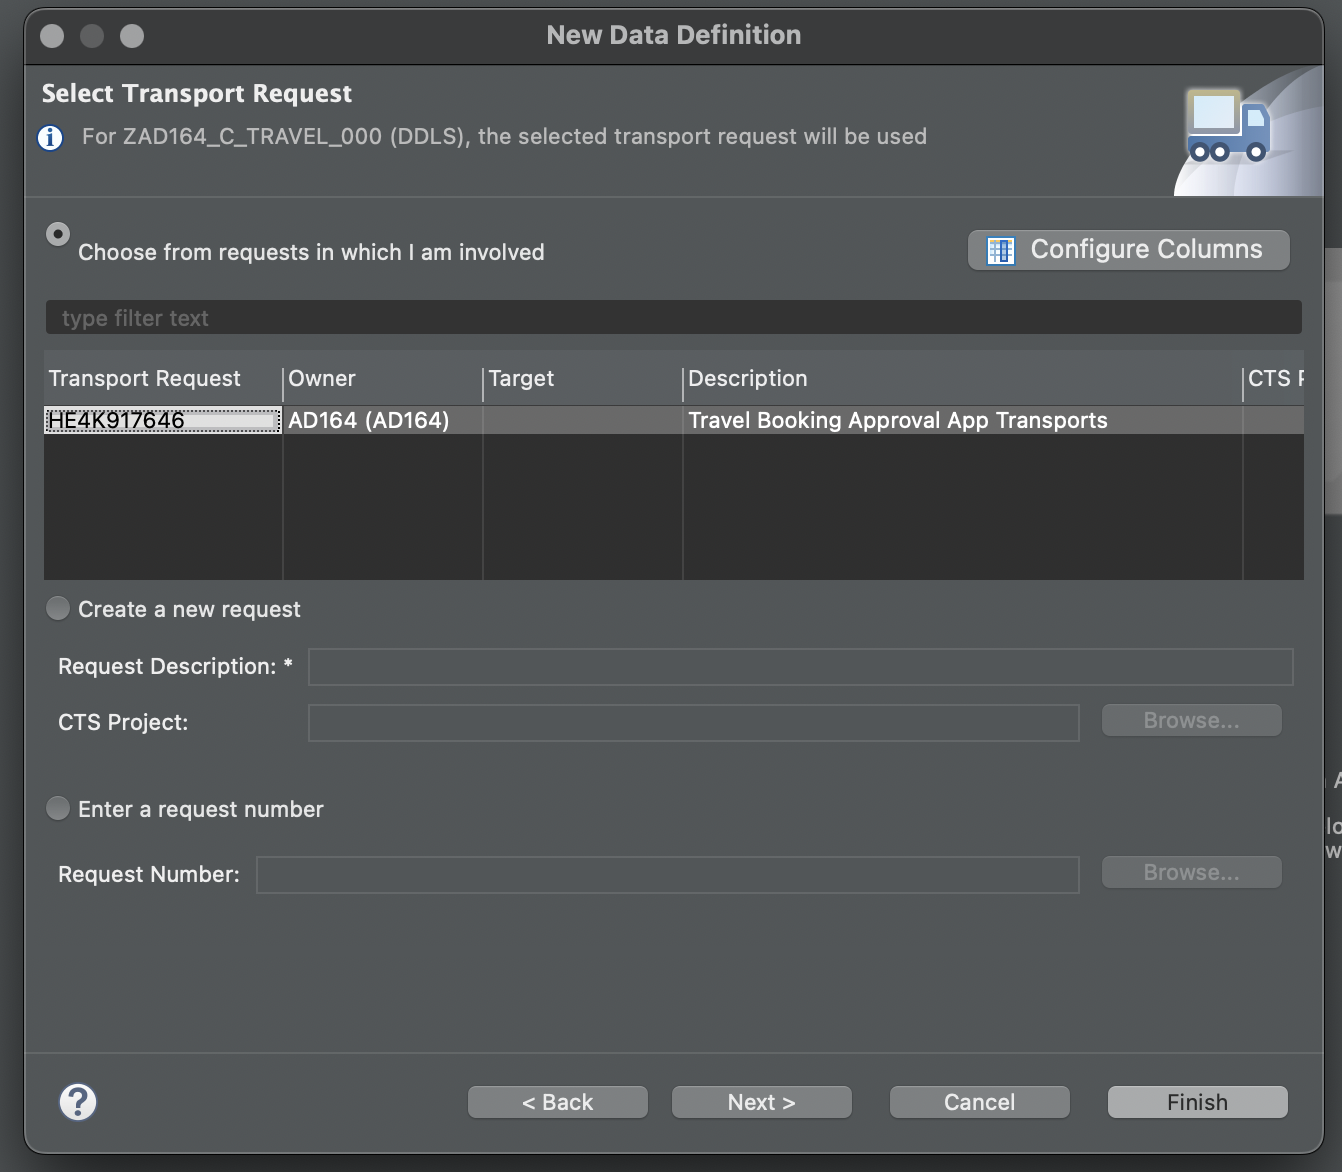 New Data Definition
Select Transport Request
For ZAD164_C_TRAVEL_000 (DDLS), the selected transport request will be used
Choose from requests in which I am involved
Configure Columns
type filter text
Transport Request Owner Target Description CTS
HE4K917646 AD164 (AD164) Travel Booking Approval App Transports
Create a new request
Request Description: *
CTS Project:
Browse...
Enter a request number
Request Number:
Browse...
?
< Back Next > Cancel Finish